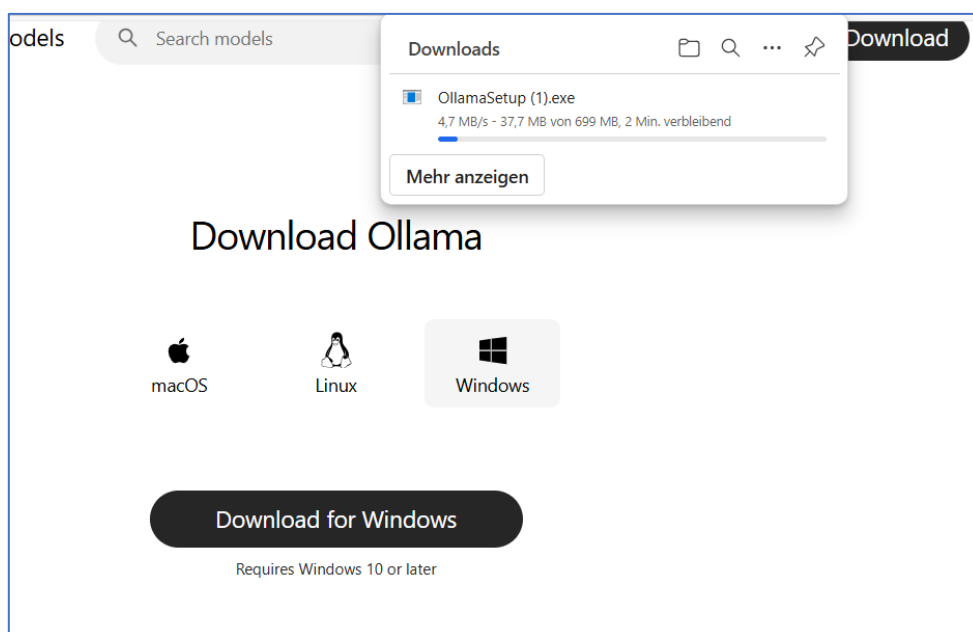 odels
Search models
Download
Downloads
OllamaSetup (1).exe
4,7 MB/s - 37,7 MB von 699 MB, 2 Min. verbleibend
Mehr anzeigen
Download Ollama
macOS
Linux
Windows
Download for Windows
Requires Windows 10 or later